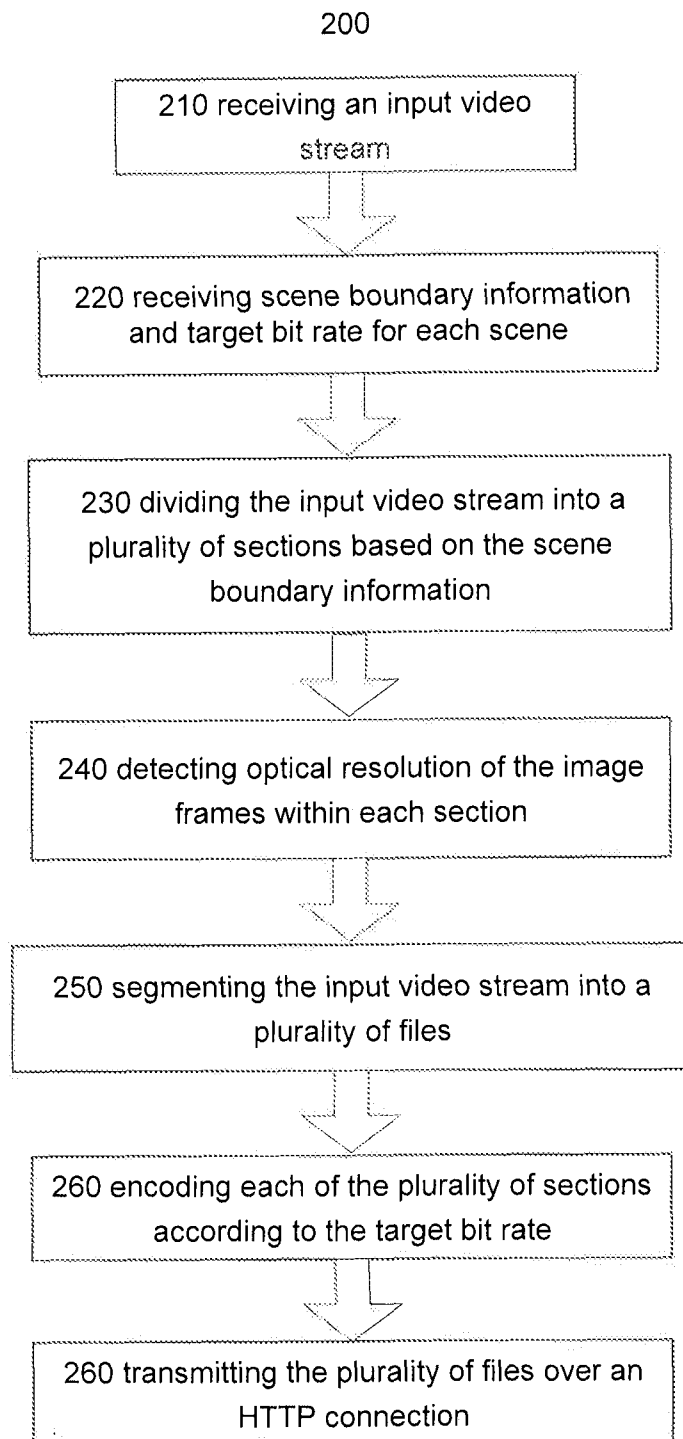 200
210 receiving an input video
stream
220 receiving scene boundary information
and target bit rate for each scene
230 dividing the input video stream into a
plurality of sections based on the scene
boundary information
240 detecting optical resolution of the image
frames within each section
250 segmenting the input video stream into a
plurality of files
260 encoding each of the plurality of sections
according to the target bit rate
260 transmitting the plurality of files over an
HTTP connection